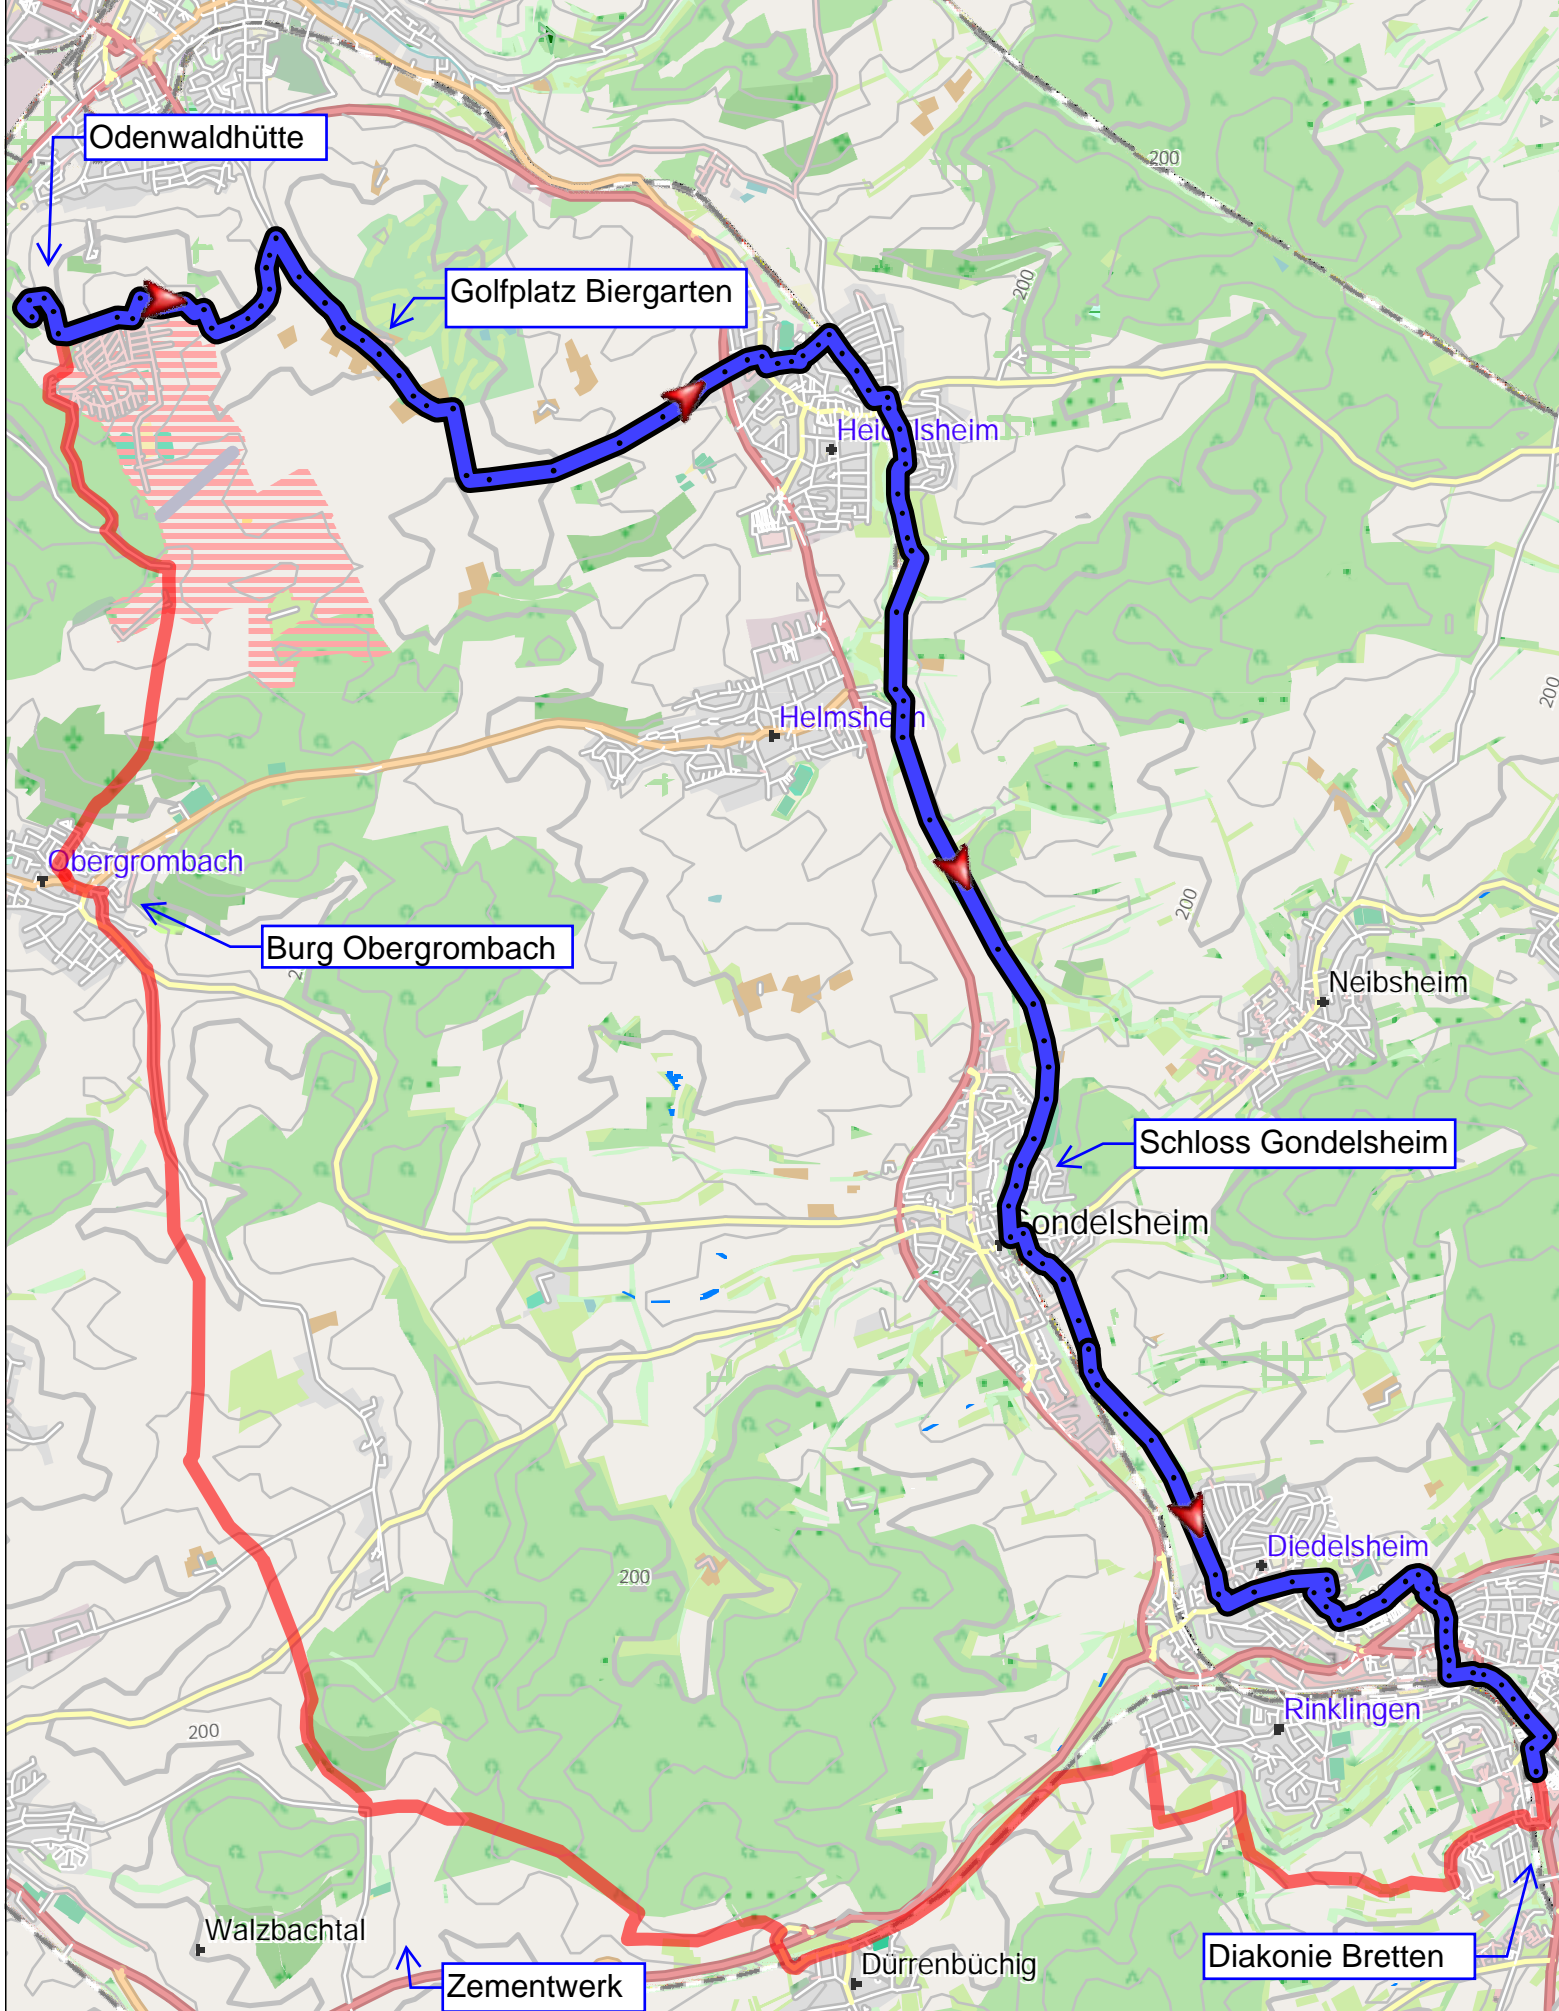 Odenwaldhütte
200
Golfplatz Biergarten
200
Heidelsheim
200
Helmsheim
Obergrombach
200
Burg Obergrombach
Neibsheim
Schloss Gondelsheim
Gondelsheim
Diedelsheim
200
Rinklingen
200
Walzbachtal
Diakonie Bretten
Dürrenbüchig
Zementwerk